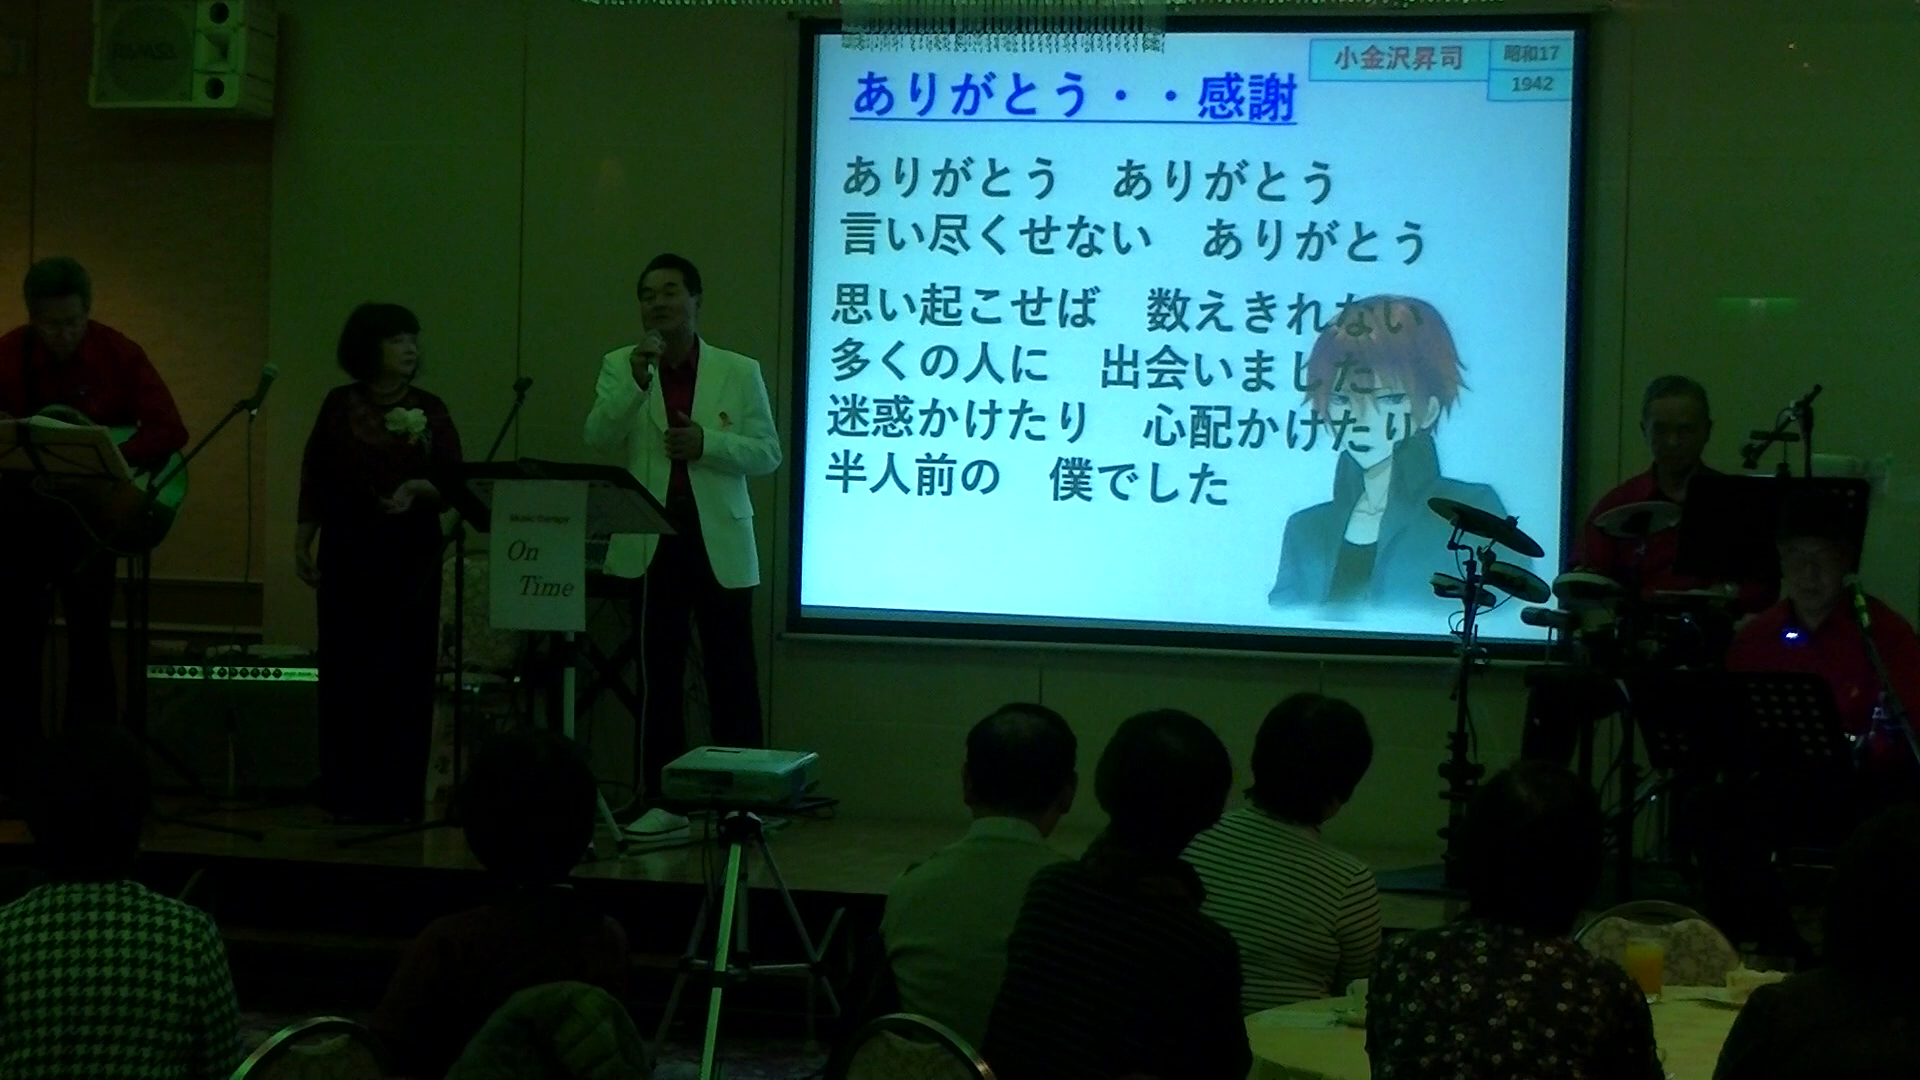 小金沢昇司
昭和17
1942
ありがとう・・感謝
ありがとう　ありがとう
言い尽くせない　ありがとう
思い起こせば　数えきれない
多くの人に　出会いました
迷惑かけたり　心配かけたり
半人前の　僕でした
On
Time